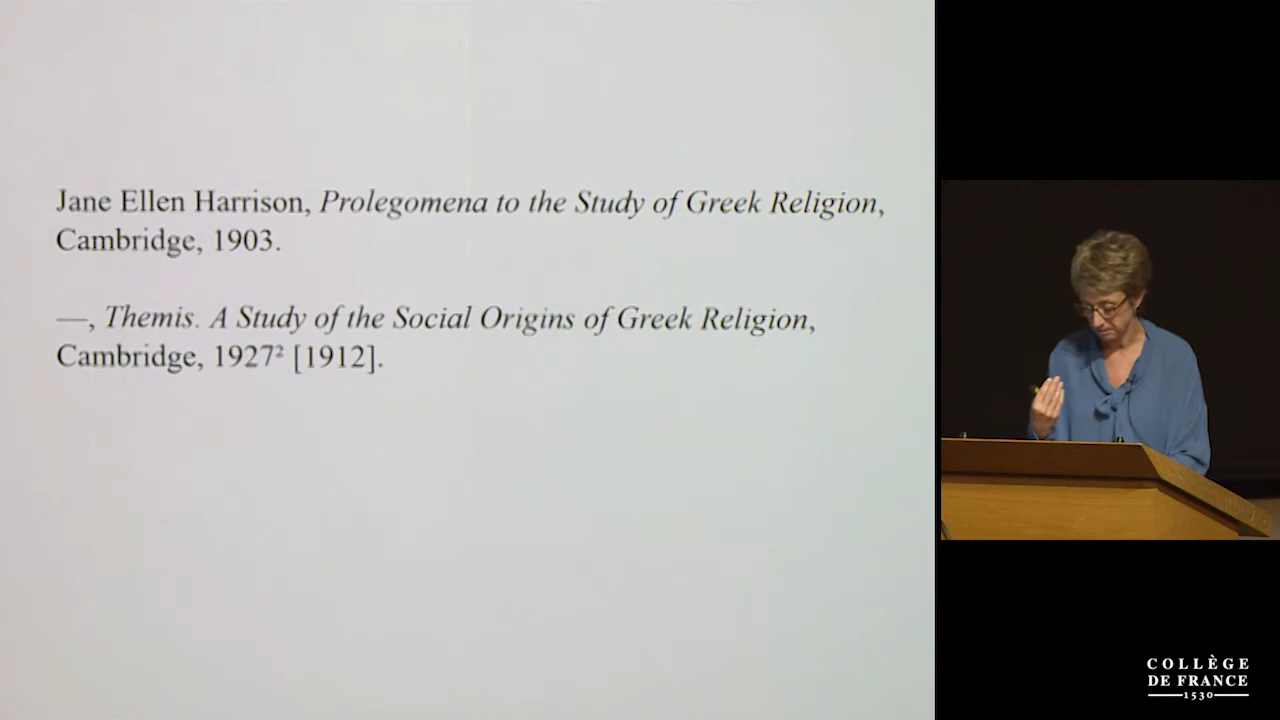 Jane Ellen Harrison, Prolegomena to the Study of Greek Religion,
Cambridge, 1903.
—, Themis. A Study of the Social Origins of Greek Religion,
Cambridge, 1927² [1912].
COLLÈGE
DE FRANCE
1530